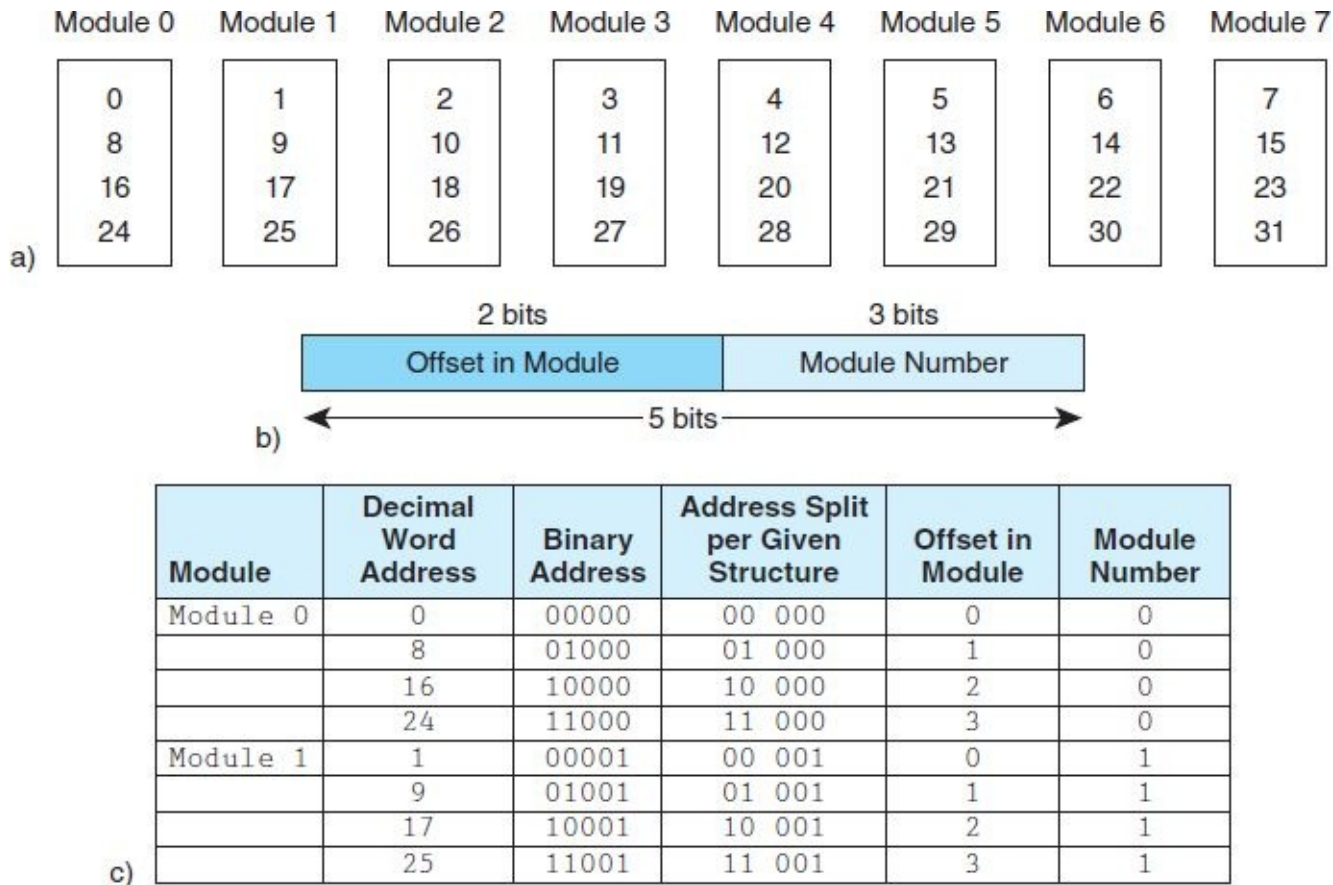 Module 0 Module 1 Module 2 Module 3 Module 4 Module 5 Module 6 Module 7
0 1 2 3 4 5 6 7
8 9 10 11 12 13 14 15
16 17 18 19 20 21 22 23
24 25 26 27 28 29 30 31
a)
2 bits 3 bits
Offset in Module Module Number
5 bits
b)
Module Decimal Word Address Binary Address Address Split per Given Structure Offset in Module Module Number
Module 0 0 00000 00 000 0 0
8 01000 01 000 1 0
16 10000 10 000 2 0
24 11000 11 000 3 0
Module 1 1 00001 00 001 0 1
9 01001 01 001 1 1
17 10001 10 001 2 1
25 11001 11 001 3 1
c)